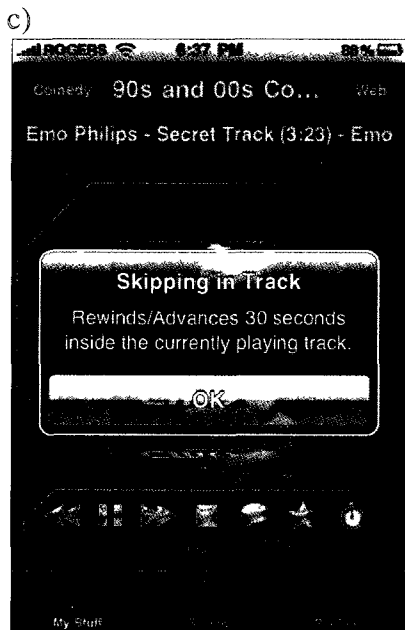 c)
ROGERS 6:37 PM 88%
Comedy 90s and 00s Co... Web
Emo Philips - Secret Track (3:23) - Emo
Skipping in Track
Rewinds/Advances 30 seconds
inside the currently playing track.
OK
My Stuff